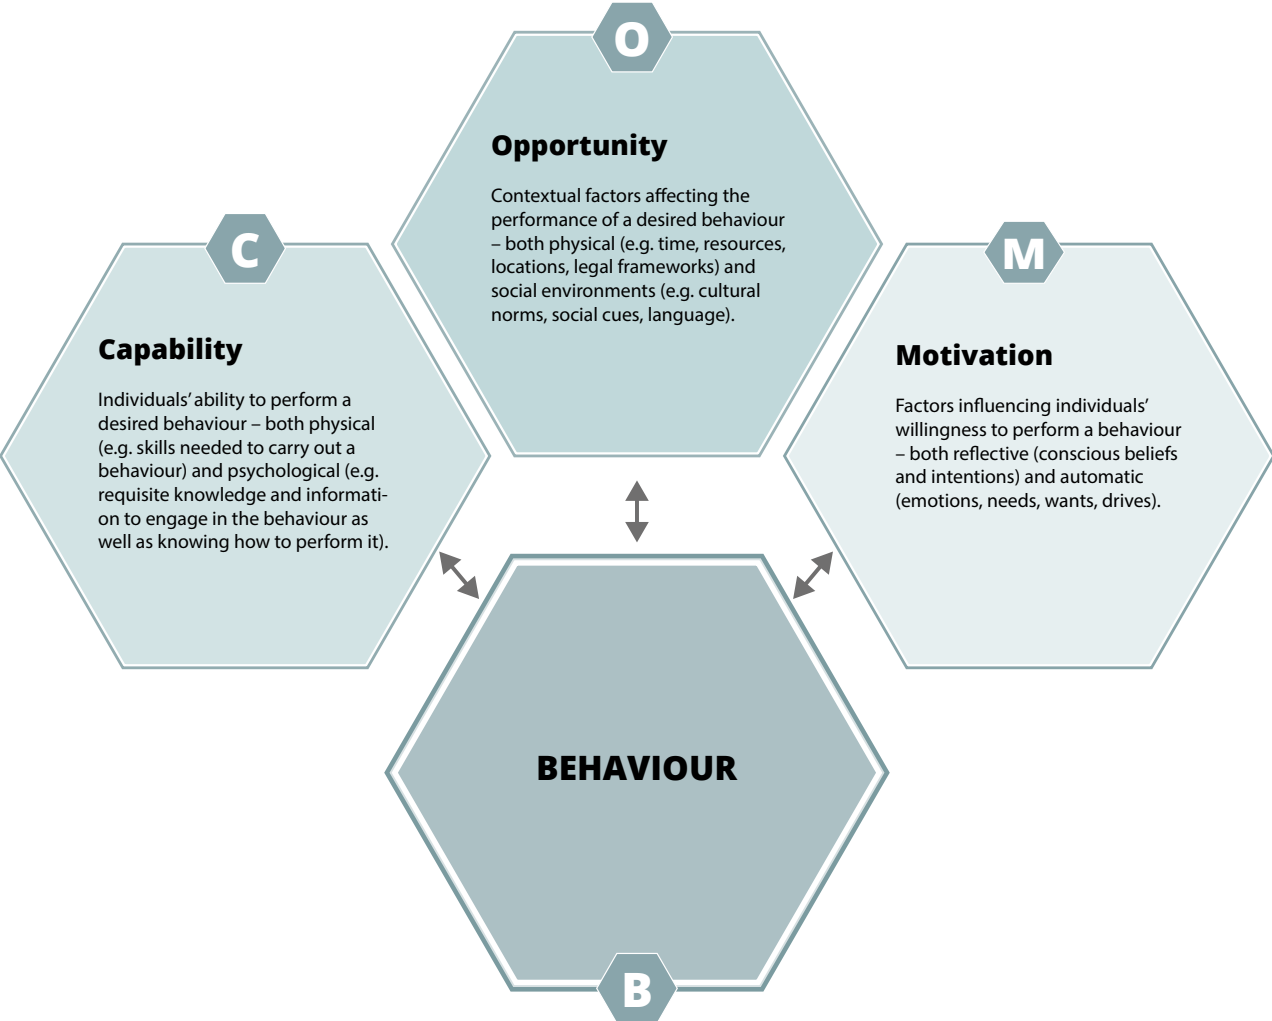 O
Opportunity
Contextual factors affecting the
performance of a desired behaviour
– both physical (e.g. time, resources,
locations, legal frameworks) and
social environments (e.g. cultural
norms, social cues, language).
C
Capability
Individuals’ ability to perform a
desired behaviour – both physical
(e.g. skills needed to carry out a
behaviour) and psychological (e.g.
requisite knowledge and informati-
on to engage in the behaviour as
well as knowing how to perform it).
M
Motivation
Factors influencing individuals’
willingness to perform a behaviour
– both reflective (conscious beliefs
and intentions) and automatic
(emotions, needs, wants, drives).
BEHAVIOUR
B